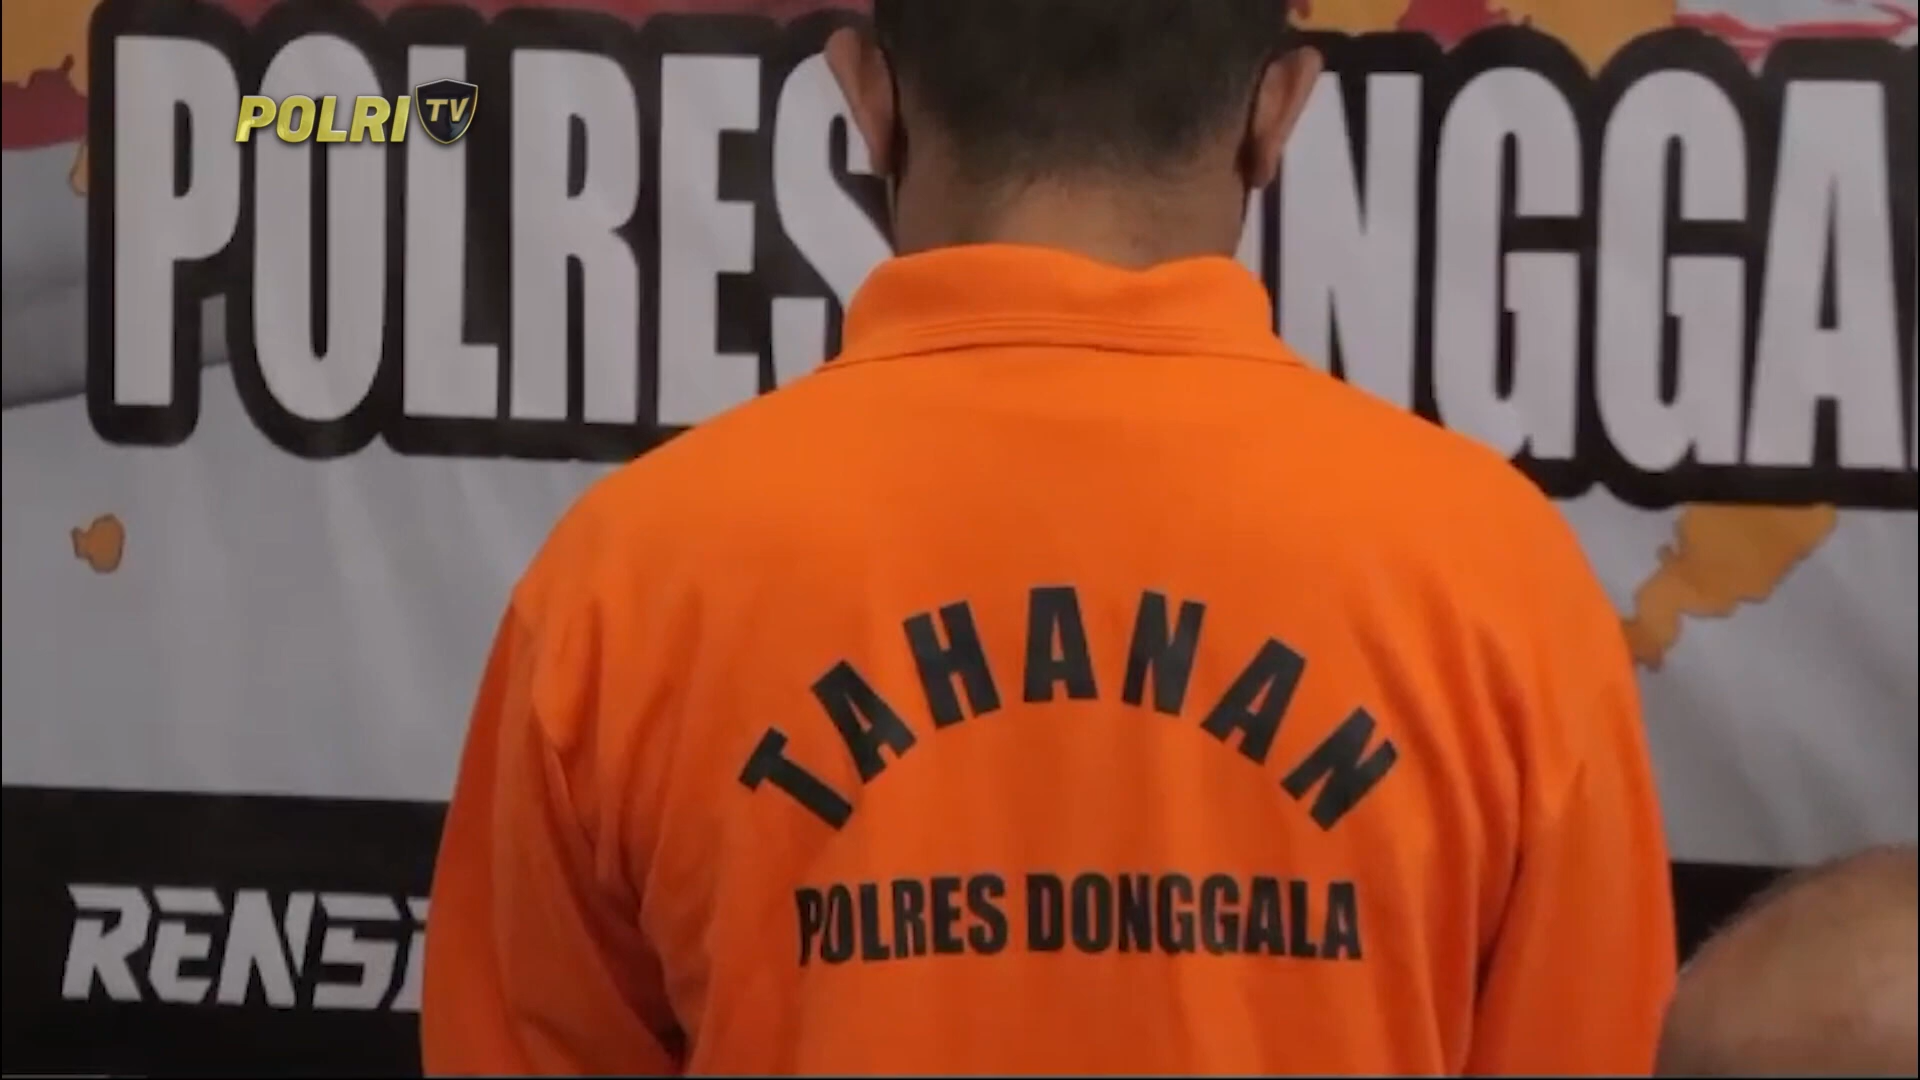 POLRI TV
POLRES
NGGA
TAHANAN
POLRES DONGGALA
RENS